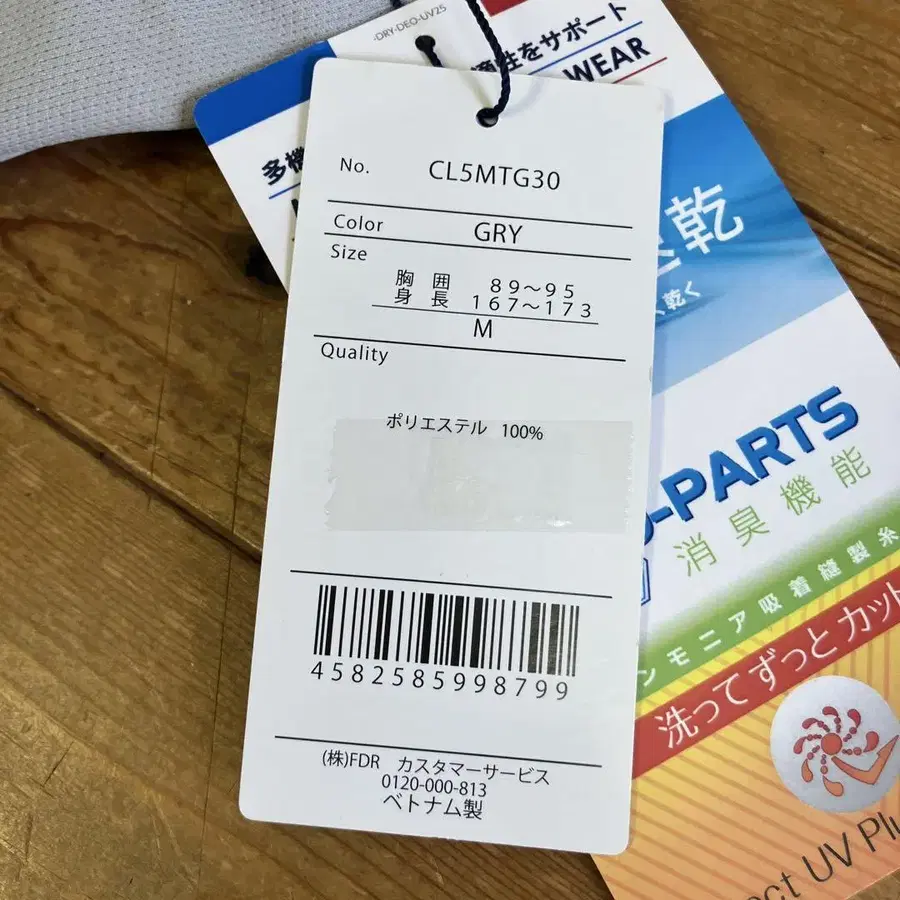 -DRY-DEO-UV25
適性をサポート
WEAR
多機
No. CL5MTG30
Color GRY
Size
胸囲 89～95
身長 167～173
M
Quality
ポリエステル 100%
4582585998799
(株)FDR カスタマーサービス
0120-000-813
ベトナム製
乾
乾く
-PARTS
消臭機能
ンモニア吸着縫製糸
洗ってずっとカット
UV Plu